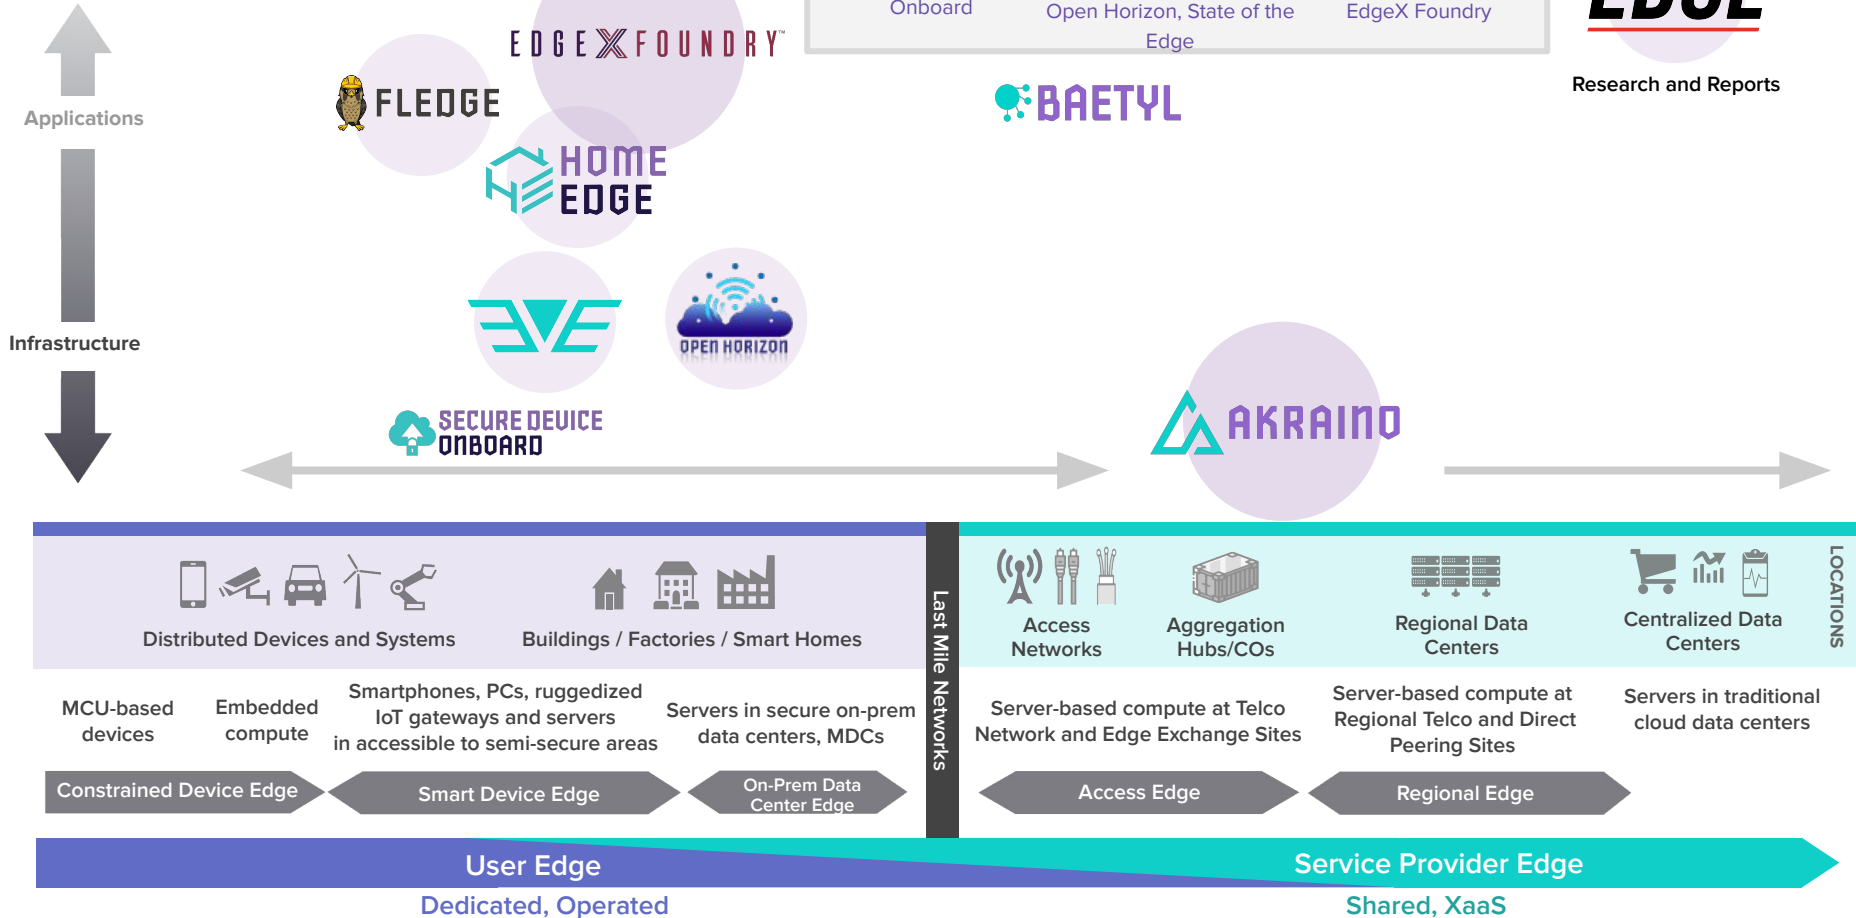 Onboard
Open Horizon, State of the
Edge
EdgeX Foundry
EDGE
EDGE X FOUNDRY™
FLEDGE
BAETYL
Research and Reports
Applications
HOME
EDGE
EVE
OPEN HORIZON
Infrastructure
SECURE DEVICE
ONBOARD
AKRAINO
Distributed Devices and Systems
Buildings / Factories / Smart Homes
Last Mile Networks
Access
Networks
Aggregation
Hubs/COs
Regional Data
Centers
Centralized Data
Centers
LOCATIONS
MCU-based
devices
Embedded
compute
Smartphones, PCs, ruggedized
IoT gateways and servers
in accessible to semi-secure areas
Servers in secure on-prem
data centers, MDCs
Server-based compute at Telco
Network and Edge Exchange Sites
Server-based compute at
Regional Telco and Direct
Peering Sites
Servers in traditional
cloud data centers
Constrained Device Edge
Smart Device Edge
On-Prem Data
Center Edge
Access Edge
Regional Edge
User Edge
Service Provider Edge
Dedicated, Operated
Shared, XaaS